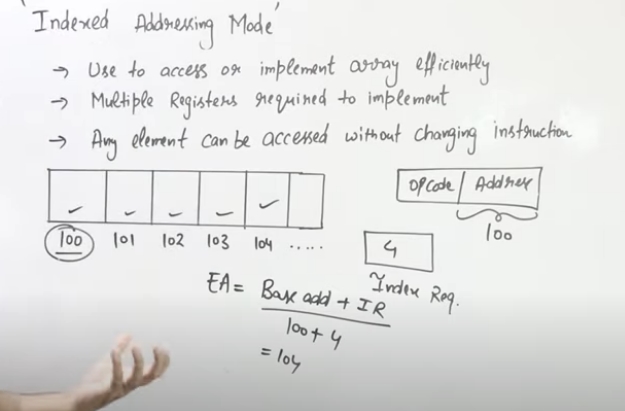 'Indexed Addressing Mode'
→ Use to access or implement array efficiently
→ Multiple Registers required to implement
→ Any element can be accessed without changing instruction
OPCode Address
100
100 101 102 103 104 .....
4
Index Reg.
EA = Base add + IR
100 + 4
= 104